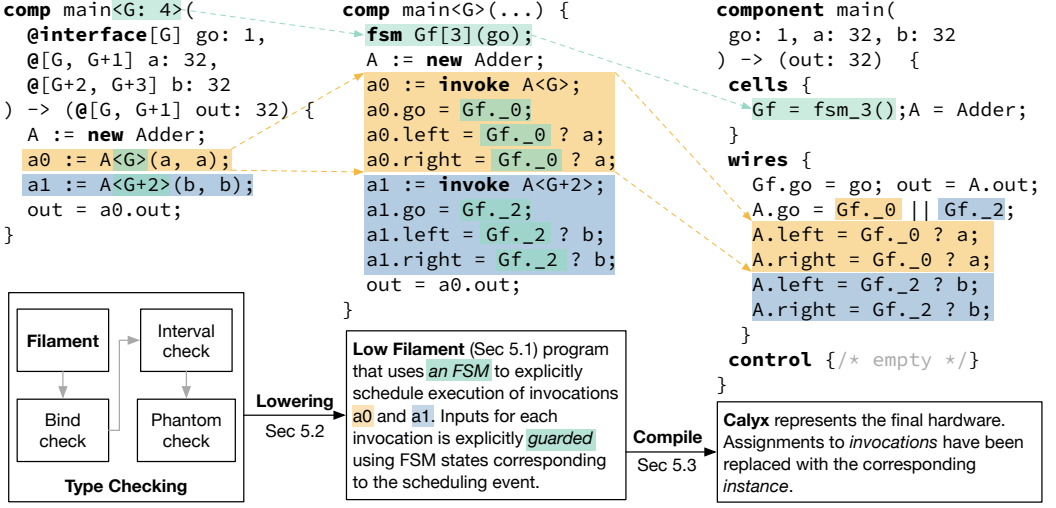 comp main<G: 4>(
@interface[G] go: 1,
@[G, G+1] a: 32,
@[G+2, G+3] b: 32
) -> (@[G, G+1] out: 32) {
A := new Adder;
a0 := A<G>(a, a);
a1 := A<G+2>(b, b);
out = a0.out;
}
comp main<G>(...) {
fsm Gf[3](go);
A := new Adder;
a0 := invoke A<G>;
a0.go = Gf._0;
a0.left = Gf._0 ? a;
a0.right = Gf._0 ? a;
a1 := invoke A<G+2>;
a1.go = Gf._2;
a1.left = Gf._2 ? b;
a1.right = Gf._2 ? b;
out = a0.out;
}
component main(
go: 1, a: 32, b: 32
) -> (out: 32) {
cells {
Gf = fsm_3();A = Adder;
}
wires {
Gf.go = go; out = A.out;
A.go = Gf._0 || Gf._2;
A.left = Gf._0 ? a;
A.right = Gf._0 ? a;
A.left = Gf._2 ? b;
A.right = Gf._2 ? b;
}
control {/* empty */}
}
Filament
Interval
check
Bind
check
Phantom
check
Type Checking
Lowering
Sec 5.2
Low Filament (Sec 5.1) program
that uses an FSM to explicitly
schedule execution of invocations
a0 and a1. Inputs for each
invocation is explicitly guarded
using FSM states corresponding
to the scheduling event.
Compile
Sec 5.3
Calyx represents the final hardware.
Assignments to invocations have been
replaced with the corresponding
instance.